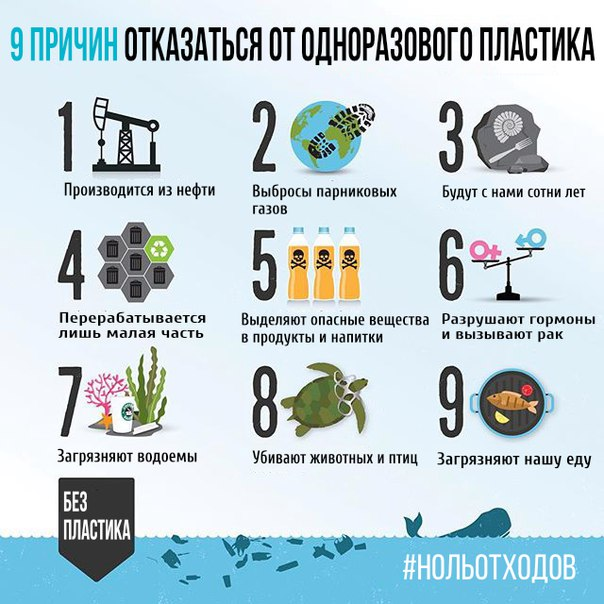 9 ПРИЧИН ОТКАЗАТЬСЯ ОТ ОДНОРАЗОВОГО ПЛАСТИКА
1
Производится из нефти
2
Выбросы парниковых
газов
3
Будут с нами сотни лет
4
Перерабатывается
лишь малая часть
5
Выделяют опасные вещества
в продукты и напитки
6
Разрушают гормоны
и вызывают рак
7
Загрязняют водоемы
8
Убивают животных и птиц
9
Загрязняют нашу еду
БЕЗ
ПЛАСТИКА
#НОЛЬОТХОДОВ